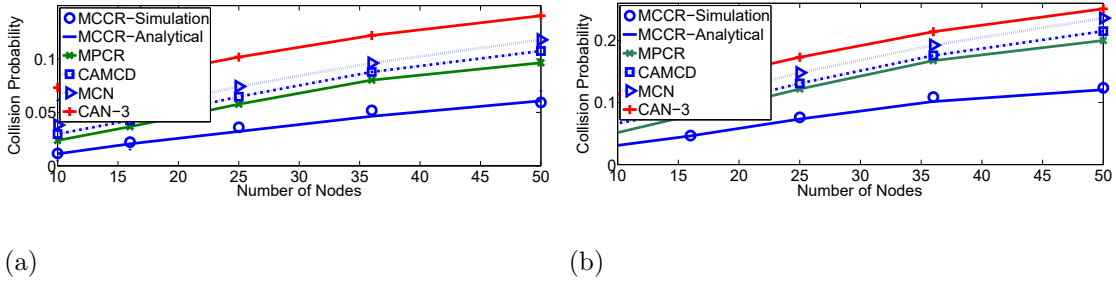 Collision Probability
0.1
0.05
0
MCCR-Simulation
MCCR-Analytical
MPCR
CAMCD
MCN
CAN-3
10 15 20 25 30 35 40 45 50
Number of Nodes
(a)
Collision Probability
0.2
0.1
0
MCCR-Simulation
MCCR-Analytical
MPCR
CAMCD
MCN
CAN-3
10 15 20 25 30 35 40 45 50
Number of Nodes
(b)